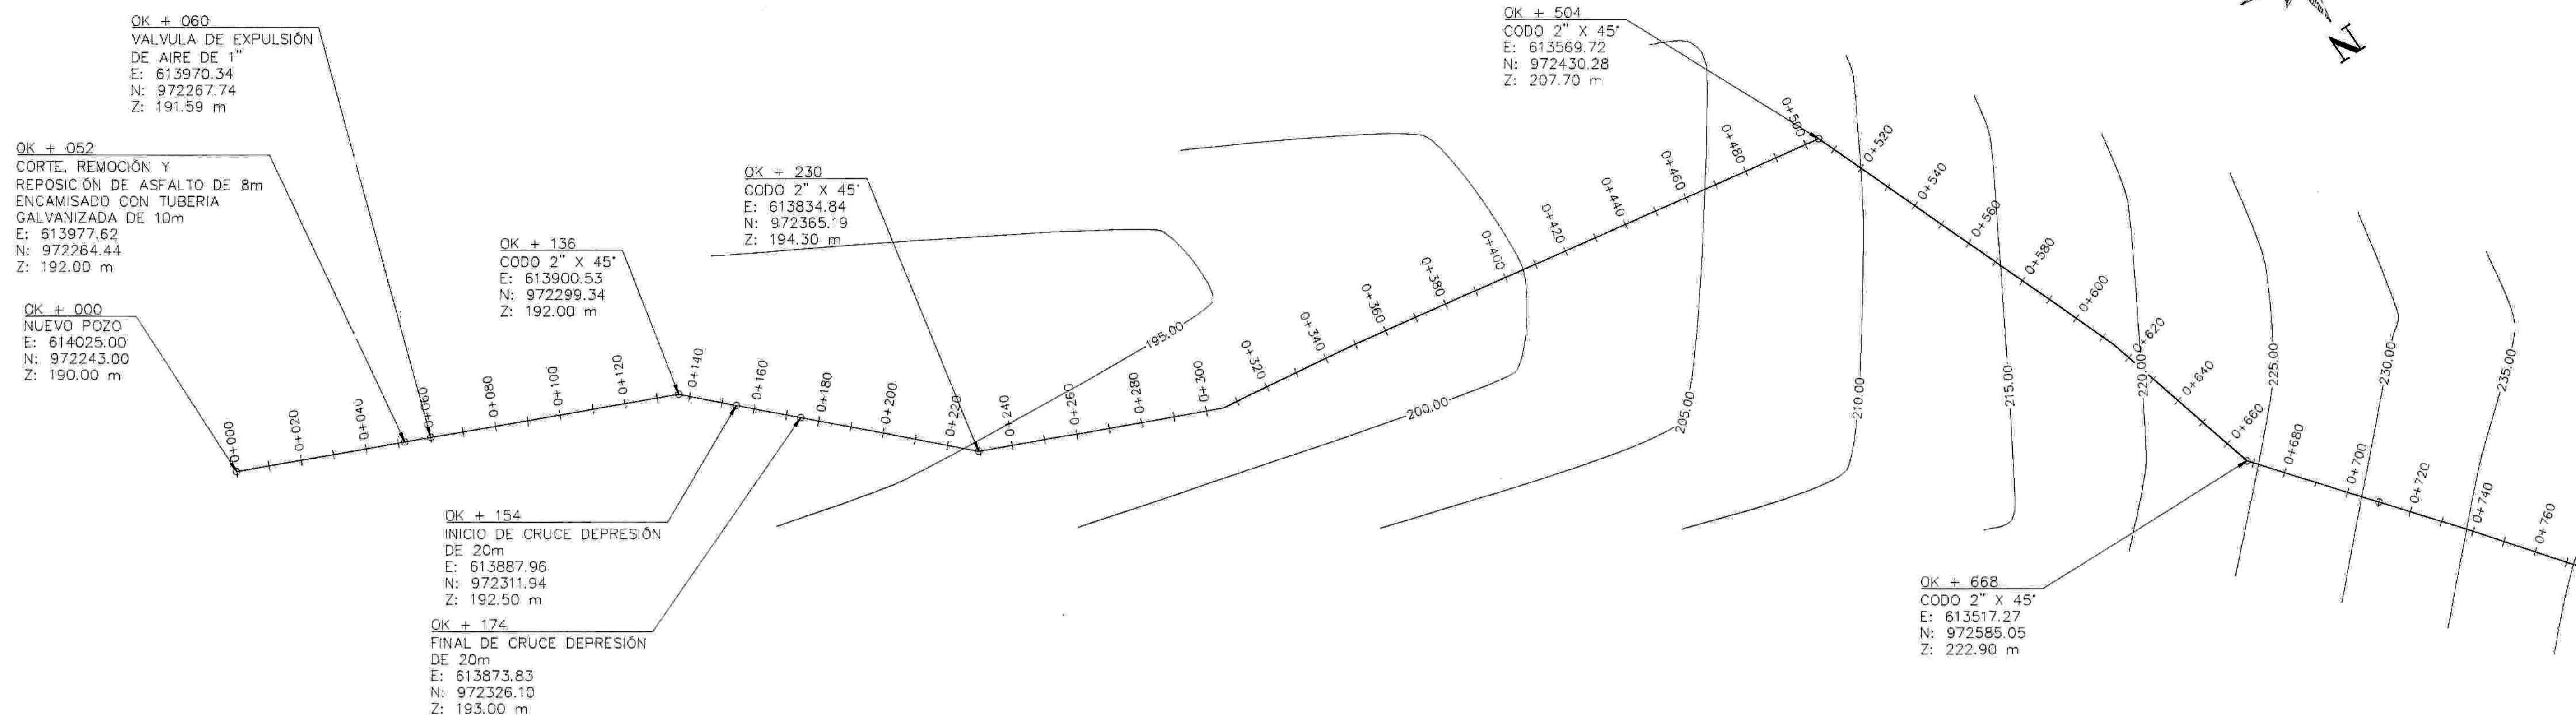 OK + 060
VALVULA DE EXPULSIÓN
DE AIRE DE 1"
E: 613970.34
N: 972267.74
Z: 191.59 m
OK + 052
CORTE, REMOCIÓN Y
REPOSICIÓN DE ASFALTO DE 8m
ENCAMISADO CON TUBERIA
GALVANIZADA DE 10m
E: 613977.62
N: 972264.44
Z: 192.00 m
OK + 000
NUEVO POZO
E: 614025.00
N: 972243.00
Z: 190.00 m
OK + 136
CODO 2" X 45°
E: 613900.53
N: 972299.34
Z: 192.00 m
OK + 230
CODO 2" X 45°
E: 613834.84
N: 972365.19
Z: 194.30 m
OK + 504
CODO 2" X 45°
E: 613569.72
N: 972430.28
Z: 207.70 m
N
OK + 154
INICIO DE CRUCE DEPRESIÓN
DE 20m
E: 613887.96
N: 972311.94
Z: 192.50 m
OK + 174
FINAL DE CRUCE DEPRESIÓN
DE 20m
E: 613873.83
N: 972326.10
Z: 193.00 m
OK + 668
CODO 2" X 45°
E: 613517.27
N: 972585.05
Z: 222.90 m
0+000
0+020
0+040
0+060
0+080
0+100
0+120
0+140
0+160
0+180
0+200
0+220
0+240
0+260
0+280
0+300
0+320
0+340
0+360
0+380
0+400
0+420
0+440
0+460
0+480
0+500
0+520
0+540
0+560
0+580
0+600
0+620
0+640
0+660
0+680
0+700
0+720
0+740
0+760
195.00
200.00
205.00
210.00
215.00
220.00
225.00
230.00
235.00